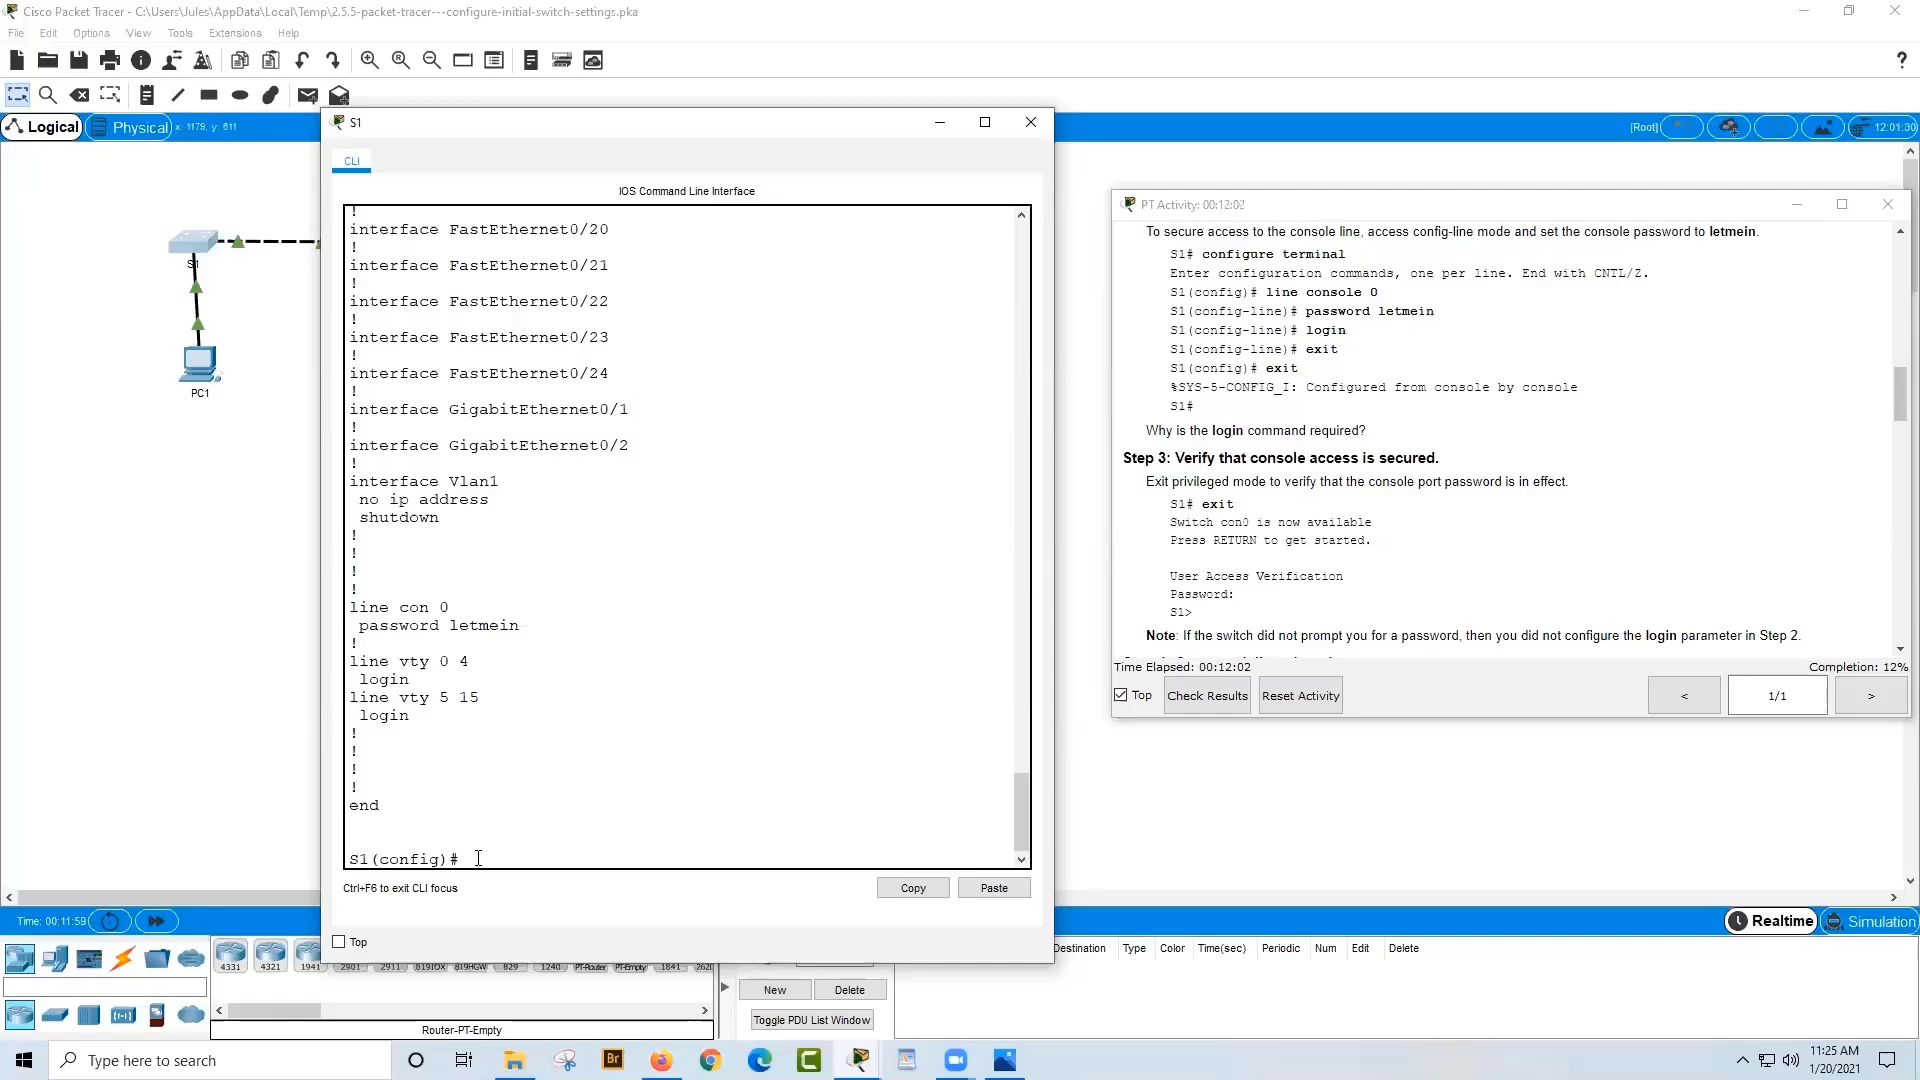 Cisco Packet Tracer - C:\Users\Jules\AppData\Local\Temp\2.5.5-packet-tracer---configure-initial-switch-settings.pka
File Edit Options View Tools Extensions Help
Logical
Physical
x: 1179, y: 611
[Root]
12:01:30
S1
PC1
S1
CLI
IOS Command Line Interface
!
interface FastEthernet0/20
!
interface FastEthernet0/21
!
interface FastEthernet0/22
!
interface FastEthernet0/23
!
interface FastEthernet0/24
!
interface GigabitEthernet0/1
!
interface GigabitEthernet0/2
!
interface Vlan1
no ip address
shutdown
!
!
!
!
line con 0
password letmein
!
line vty 0 4
login
line vty 5 15
login
!
!
!
!
end
S1(config)#
Ctrl+F6 to exit CLI focus
Copy
Paste
Top
PT Activity: 00:12:02
To secure access to the console line, access config-line mode and set the console password to letmein.
S1# configure terminal
Enter configuration commands, one per line. End with CNTL/Z.
S1(config)# line console 0
S1(config-line)# password letmein
S1(config-line)# login
S1(config-line)# exit
S1(config)# exit
%SYS-5-CONFIG_I: Configured from console by console
S1#
Why is the login command required?
Step 3: Verify that console access is secured.
Exit privileged mode to verify that the console port password is in effect.
S1# exit
Switch con0 is now available
Press RETURN to get started.
User Access Verification
Password:
S1>
Note: If the switch did not prompt you for a password, then you did not configure the login parameter in Step 2.
Time Elapsed: 00:12:02
Completion: 12%
Top
Check Results
Reset Activity
<
1/1
>
Time: 00:11:59
Realtime
Simulation
4331 4321 1941 2901 2911 819IOX 819HGW 829 1240 PT-Router PT-Empty 1841 2620
Router-PT-Empty
New
Delete
Toggle PDU List Window
Destination Type Color Time(sec) Periodic Num Edit Delete
Type here to search
11:25 AM
1/20/2021